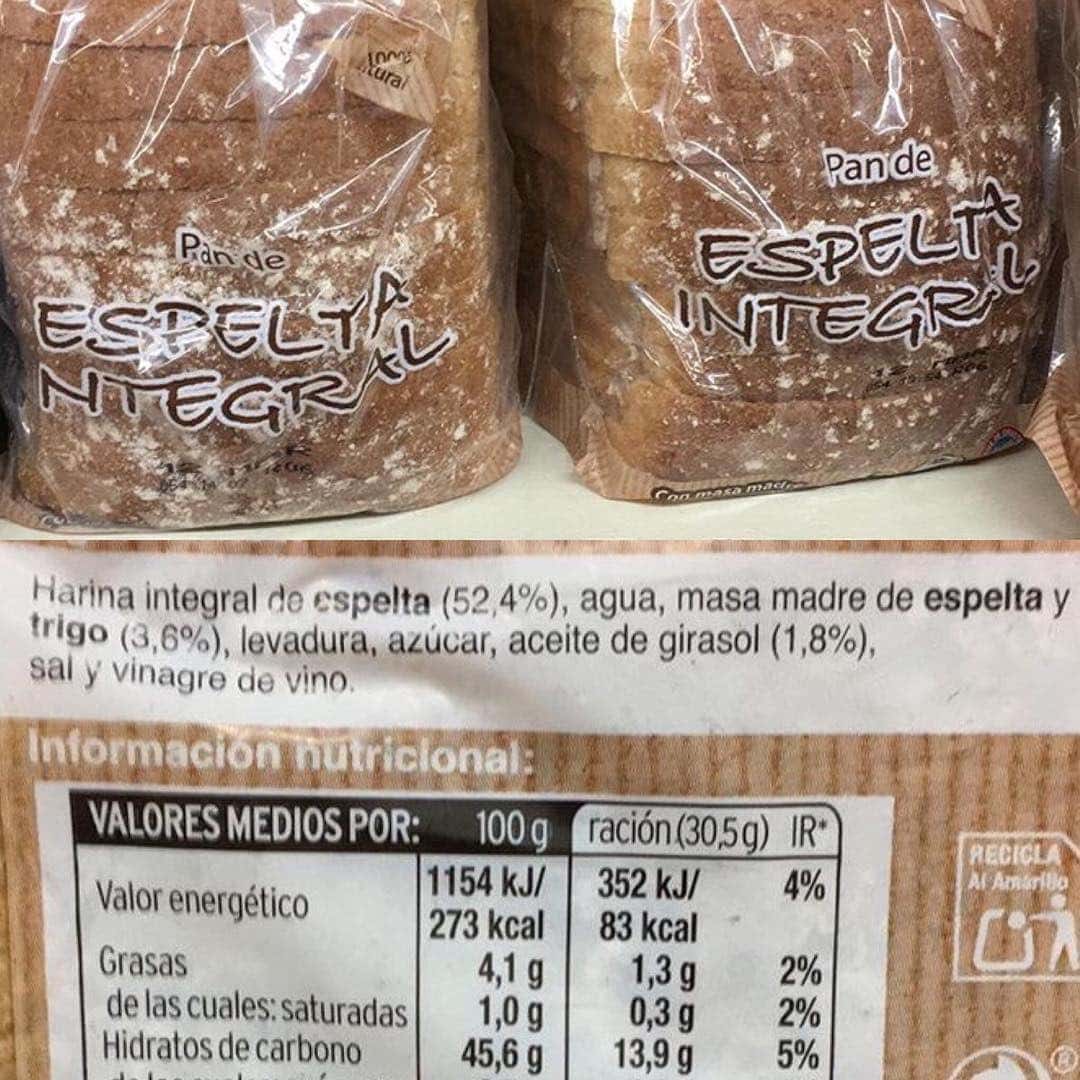 100%
Pan de
ESPELTA
INTEGRAL
Pan de
ESPELTA
INTEGRAL
Con masa
Harina integral de espelta (52,4%), agua, masa madre de espelta y
trigo (3,6%), levadura, azúcar, aceite de girasol (1,8%),
sal y vinagre de vino.
Información nutricional:
VALORES MEDIOS POR: 100 g ración (30,5 g) IR*
Valor energético 1154 kJ/ 352 kJ/ 4%
273 kcal 83 kcal
Grasas 4,1 g 1,3 g 2%
de las cuales: saturadas 1,0 g 0,3 g 2%
Hidratos de carbono 45,6 g 13,9 g 5%
RECICLA
Al Amarillo